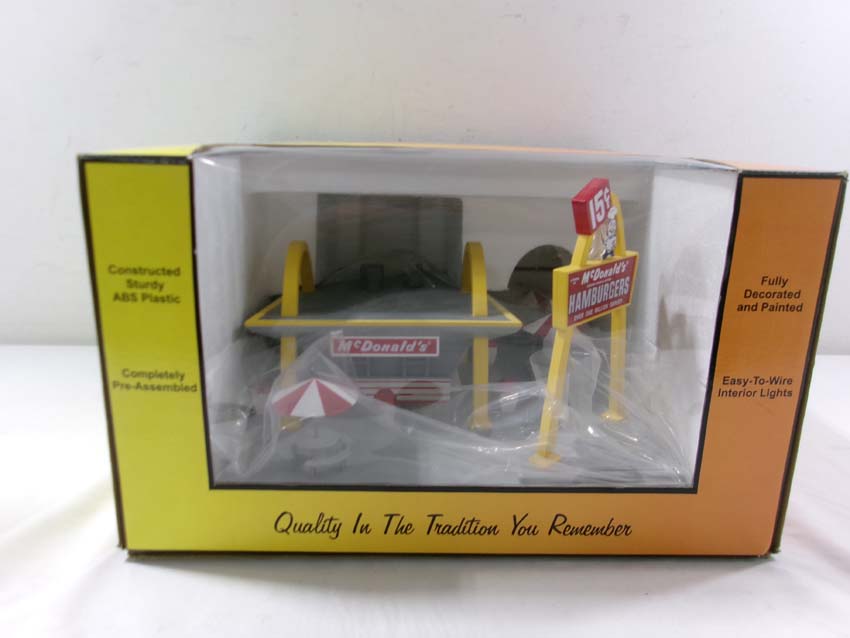 Constructed
Sturdy
ABS Plastic
Completely
Pre-Assembled
McDonald's
15¢
McDonald's
HAMBURGERS
Fully
Decorated
and Painted
Easy-To-Wire
Interior Lights
Quality In The Tradition You Remember